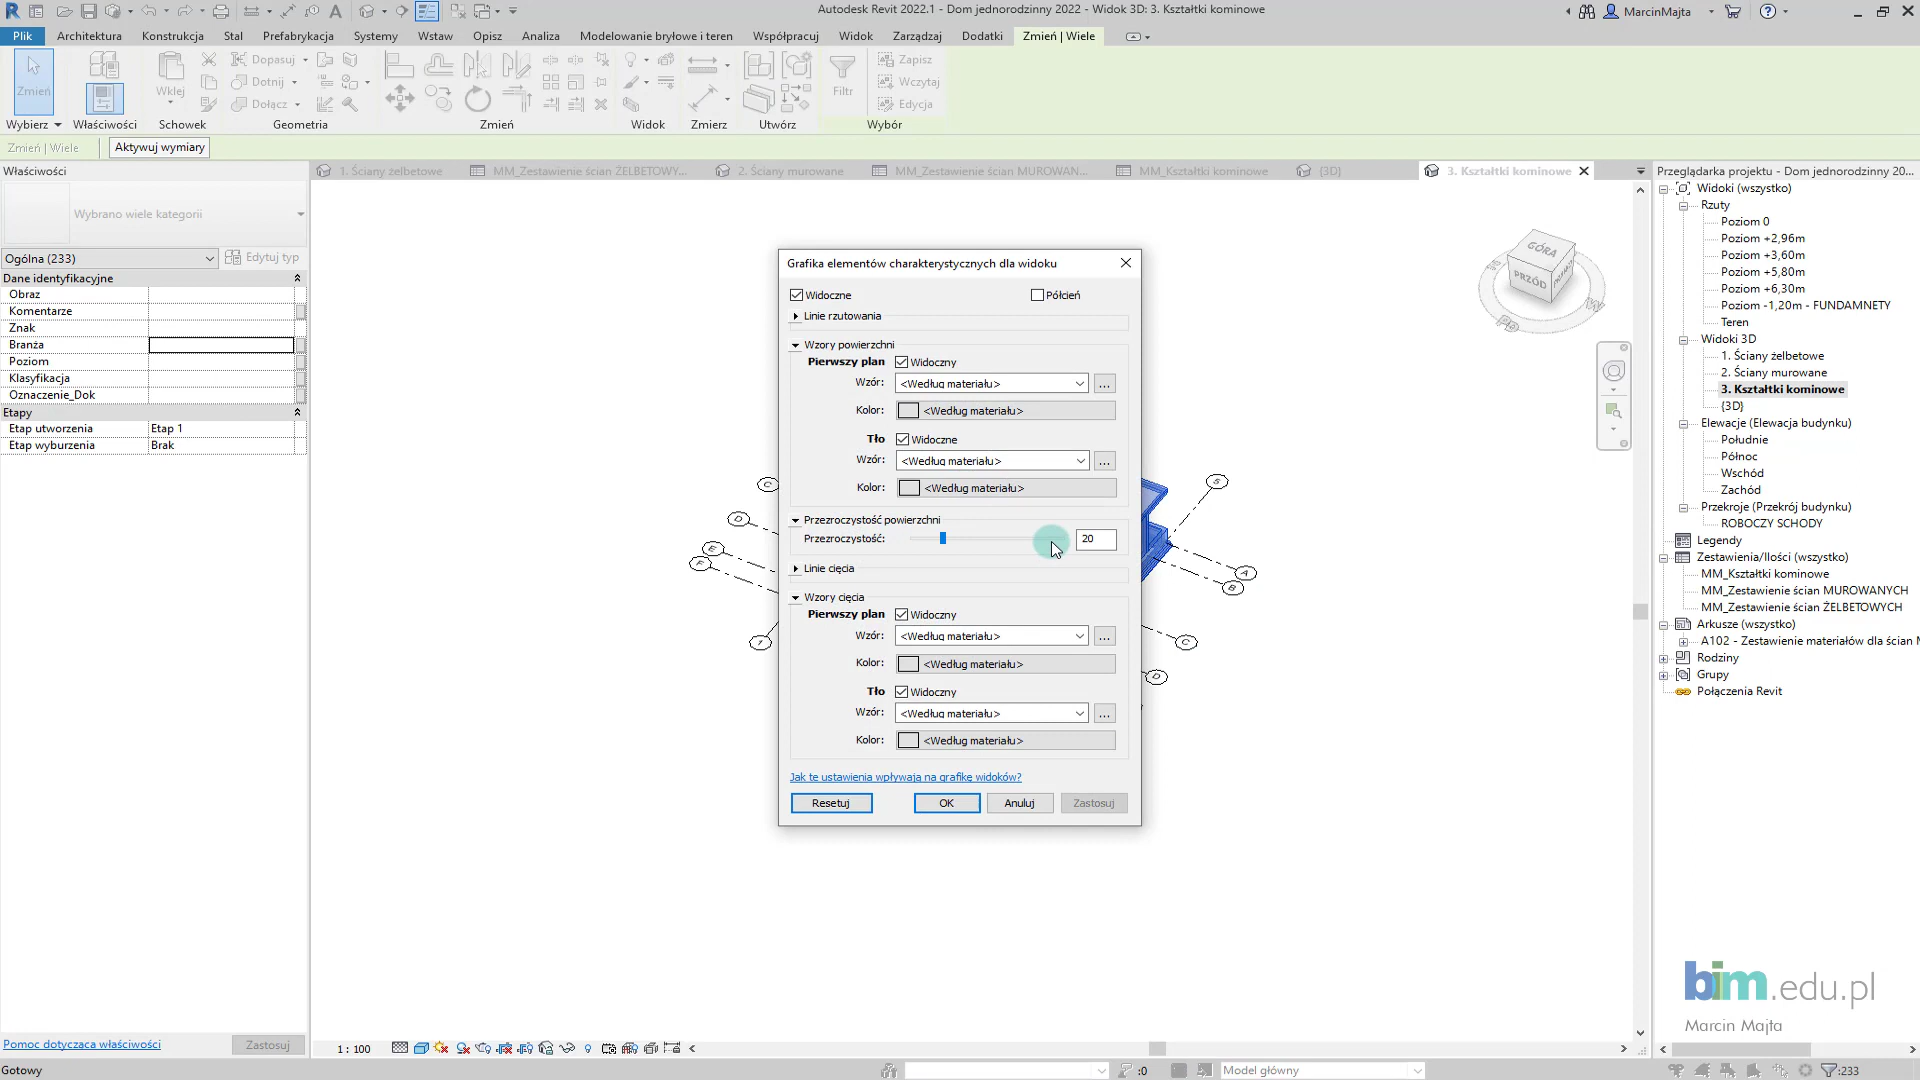 Autodesk Revit 2022.1 - Dom jednorodzinny 2022 - Widok 3D: 3. Kształtki kominowe
MarcinMajta
Plik
Architektura
Konstrukcja
Stal
Prefabrykacja
Systemy
Wstaw
Opisz
Analiza
Modelowanie bryłowe i teren
Współpracuj
Widok
Zarządzaj
Dodatki
Zmień | Wiele
Zmień
Wklej
Dopasuj
Dotnij
Dołącz
Filtr
Zapisz
Wczytaj
Edycja
Wybierz
Właściwości
Schowek
Geometria
Zmień
Widok
Zmierz
Utwórz
Wybór
Zmień | Wiele
Aktywuj wymiary
Właściwości
1. Ściany żelbetowe
MM_Zestawienie ścian ŻELBETOWY...
2. Ściany murowane
MM_Zestawienie ścian MUROWAN...
MM_Kształtki kominowe
{3D}
3. Kształtki kominowe
Przeglądarka projektu - Dom jednorodzinny 20...
Wybrano wiele kategorii
Ogólna (233)
Edytuj typ
Dane identyfikacyjne
Obraz
Komentarze
Znak
Branża
Poziom
Klasyfikacja
Oznaczenie_Dok
Etapy
Etap utworzenia
Etap 1
Etap wyburzenia
Brak
Pomoc dotycząca właściwości
Zastosuj
Grafika elementów charakterystycznych dla widoku
Widoczne
Półcień
Linie rzutowania
Wzory powierzchni
Pierwszy plan
Widoczny
Wzór:
<Według materiału>
...
Kolor:
<Według materiału>
Tło
Widoczne
Wzór:
<Według materiału>
...
Kolor:
<Według materiału>
Przezroczystość powierzchni
Przezroczystość:
20
Linie cięcia
Wzory cięcia
Pierwszy plan
Widoczny
Wzór:
<Według materiału>
...
Kolor:
<Według materiału>
Tło
Widoczny
Wzór:
<Według materiału>
...
Kolor:
<Według materiału>
Jak te ustawienia wpływają na grafikę widoków?
Resetuj
OK
Anuluj
Zastosuj
C
D
E
F
1
5
A
B
C
D
GÓRA
PRZÓD
Widoki (wszystko)
Rzuty
Poziom 0
Poziom +2,96m
Poziom +3,60m
Poziom +5,80m
Poziom +6,30m
Poziom -1,20m - FUNDAMNETY
Teren
Widoki 3D
1. Ściany żelbetowe
2. Ściany murowane
3. Kształtki kominowe
{3D}
Elewacje (Elewacja budynku)
Południe
Północ
Wschód
Zachód
Przekroje (Przekrój budynku)
ROBOCZY SCHODY
Legendy
Zestawienia/Ilości (wszystko)
MM_Kształtki kominowe
MM_Zestawienie ścian MUROWANYCH
MM_Zestawienie ścian ŻELBETOWYCH
Arkusze (wszystko)
A102 - Zestawienie materiałów dla ścian M
Rodziny
Grupy
Połączenia Revit
bim.edu.pl
Marcin Majta
1 : 100
Gotowy
:0
Model główny
:233